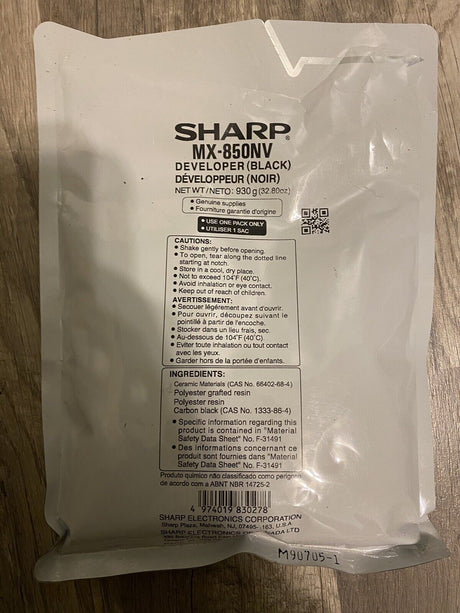 SHARP®
MX-850NV
DEVELOPER (BLACK)
DÉVELOPPEUR (NOIR)
NET WT/NETO: 930g (32.80oz)
● Genuine supplies
● Fourniture garantie d'origine
● USE ONE PACK ONLY
● UTILISER 1 SAC
CAUTIONS:
● Shake gently before opening.
● To open, tear along the dotted line
starting at notch.
● Store in a cool, dry place.
● Not to exceed 104°F (40°C).
● Avoid inhalation or eye contact.
● Keep out of reach of children.
AVERTISSEMENT:
● Secouer légèrement avant d'ouvrir.
● Pour ouvrir, découpez suivant le
pointillé à partir de l'encoche.
● Stocker dans un lieu frais, sec.
● Au-dessous de 104°F (40°C).
● Eviter toute inhalation ou tout contact
avec les yeux.
● Garder hors de la portée d'enfants.
INGREDIENTS:
Ceramic Materials (CAS No. 66402-68-4)
Polyester grafted resin
Polyester resin
Carbon black (CAS No. 1333-86-4)
● Specific information regarding this
product is contained in "Material
Safety Data Sheet" No. F-31491
● Des informations concernant ce
produit sont fournies dans "Material
Safety Data Sheet" No. F-31491
Produto químico não classificado como perigoso
de acordo com a ABNT NBR 14725-2
4 974019 830278
SHARP ELECTRONICS CORPORATION
Sharp Plaza, Mahwah, NJ, 07495-1163, U.S.A
SHARP ELECTRONICS OF CANADA LTD
M90705-1